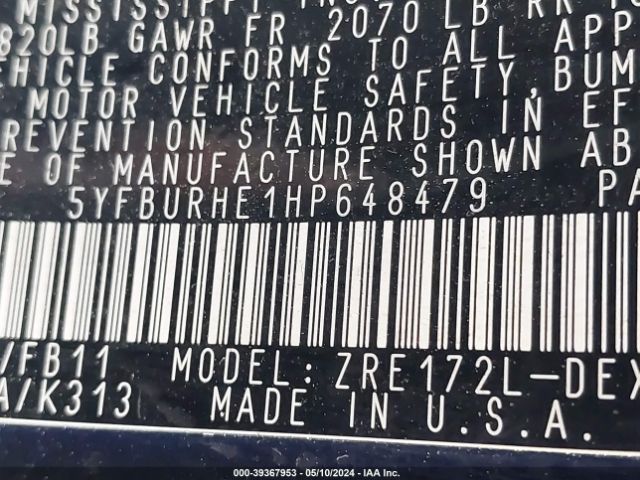 MISSISSIPPI
820LB GAWR FR 2070 LB RR
VEHICLE CONFORMS TO ALL APP
MOTOR VEHICLE SAFETY, BUM
REVENTION STANDARDS IN EF
E OF MANUFACTURE SHOWN AB
5YFBURHE1HP648479 PA
/FB11 MODEL: ZRE172L-DEX
A/K313 MADE IN U.S.A.
000-39367953 - 05/10/2024 - IAA Inc.